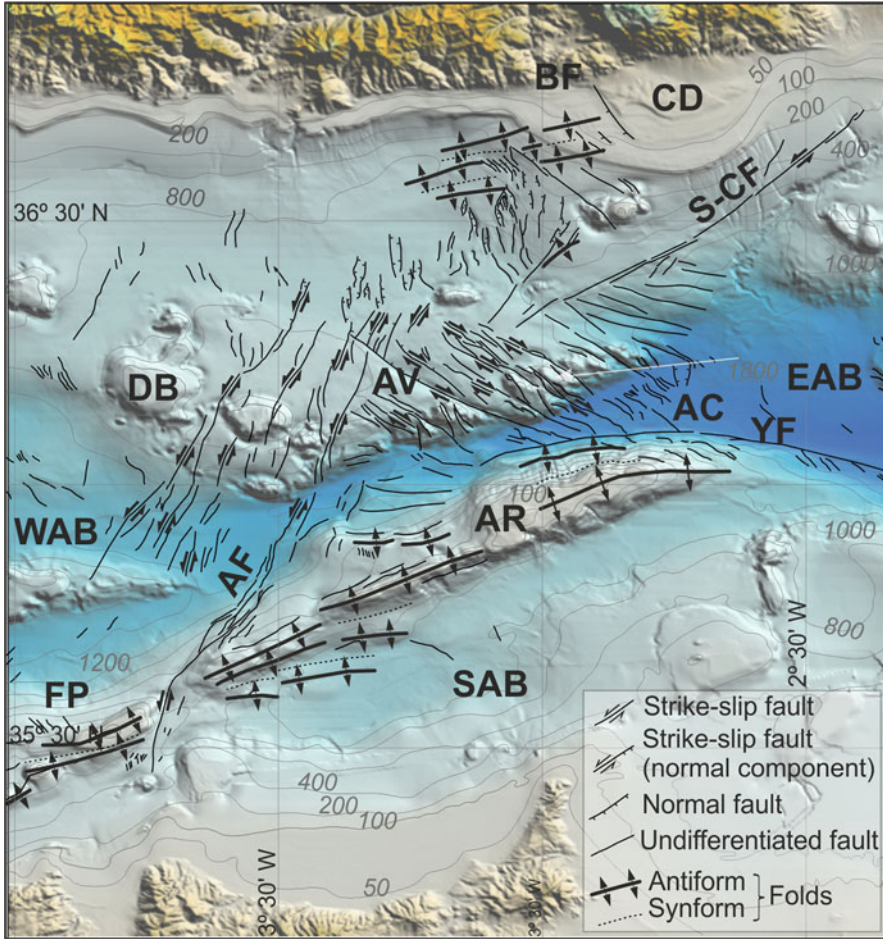 BF
CD
50
100
200
200
400
S-CF
800
36º 30' N
1000
DB
AV
1800
EAB
AC
YF
100
WAB
AR
1000
AF
2º 30' W
800
1200
SAB
FP
35º 30' N
400
200
100
50
3º 30' W
3º 30' W
Strike-slip fault
Strike-slip fault
(normal component)
Normal fault
Undifferentiated fault
Antiform
Synform
Folds